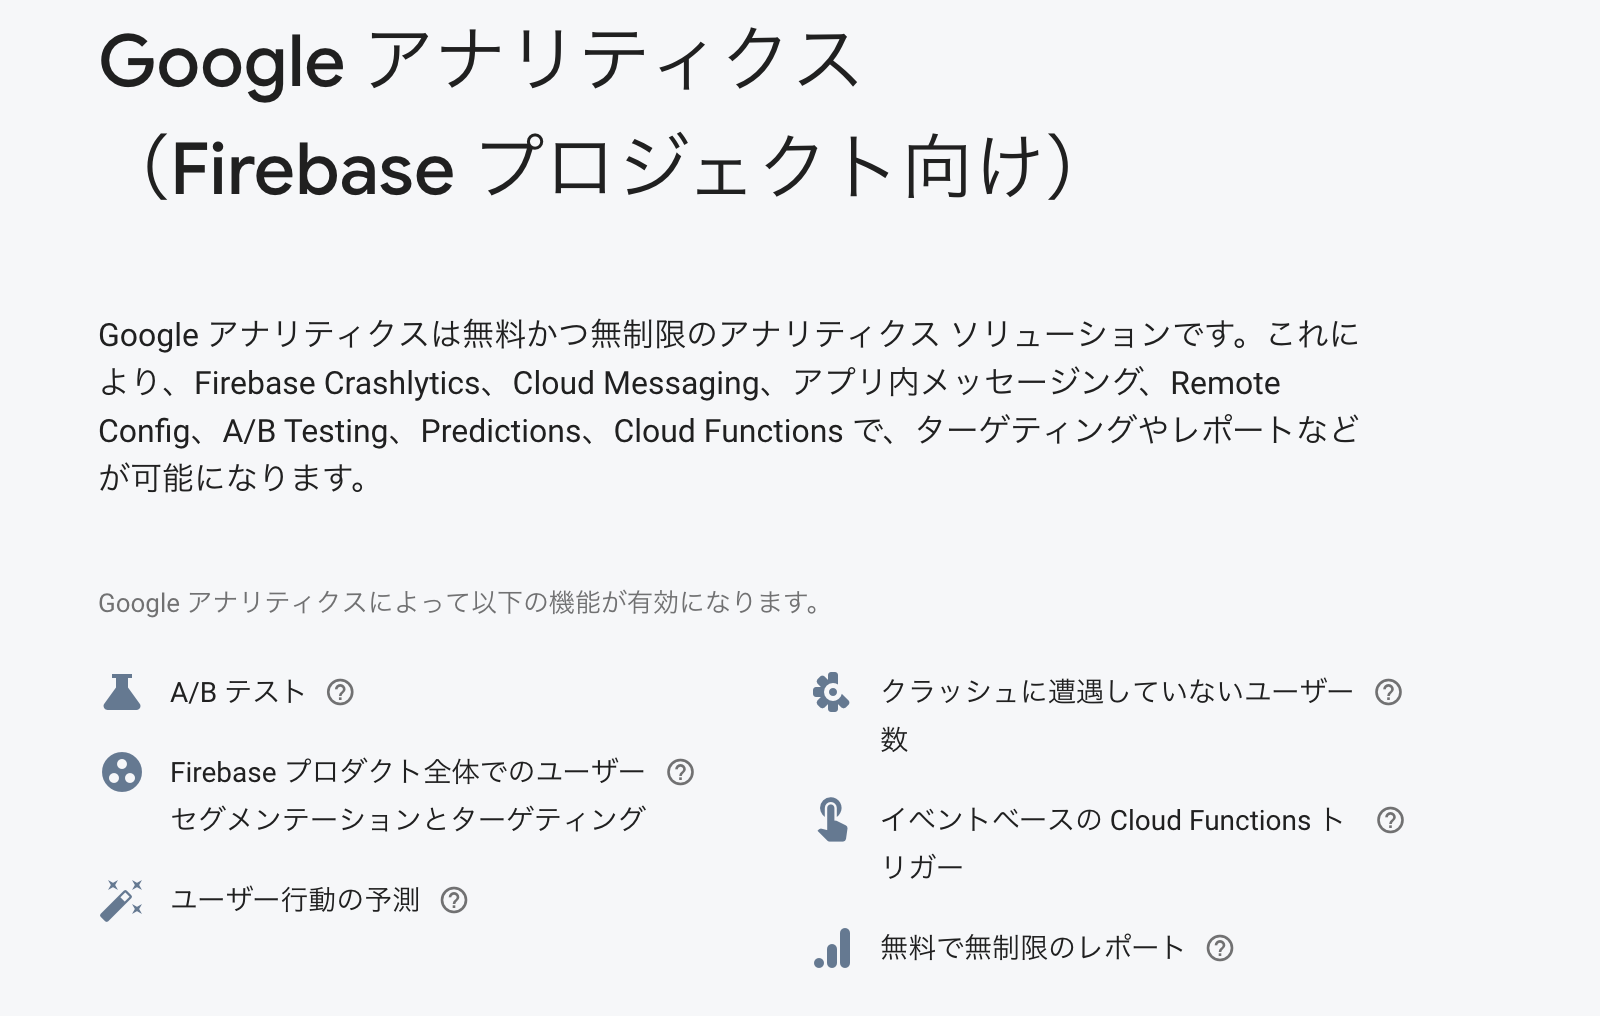 Google アナリティクス
（Firebase プロジェクト向け）
Google アナリティクスは無料かつ無制限のアナリティクス ソリューションです。これに
より、Firebase Crashlytics、Cloud Messaging、アプリ内メッセージング、Remote
Config、A/B Testing、Predictions、Cloud Functions で、ターゲティングやレポートなど
が可能になります。
Google アナリティクスによって以下の機能が有効になります。
A/B テスト
Firebase プロダクト全体でのユーザー
セグメンテーションとターゲティング
ユーザー行動の予測
クラッシュに遭遇していないユーザー
数
イベントベースの Cloud Functions ト
リガー
無料で無制限のレポート